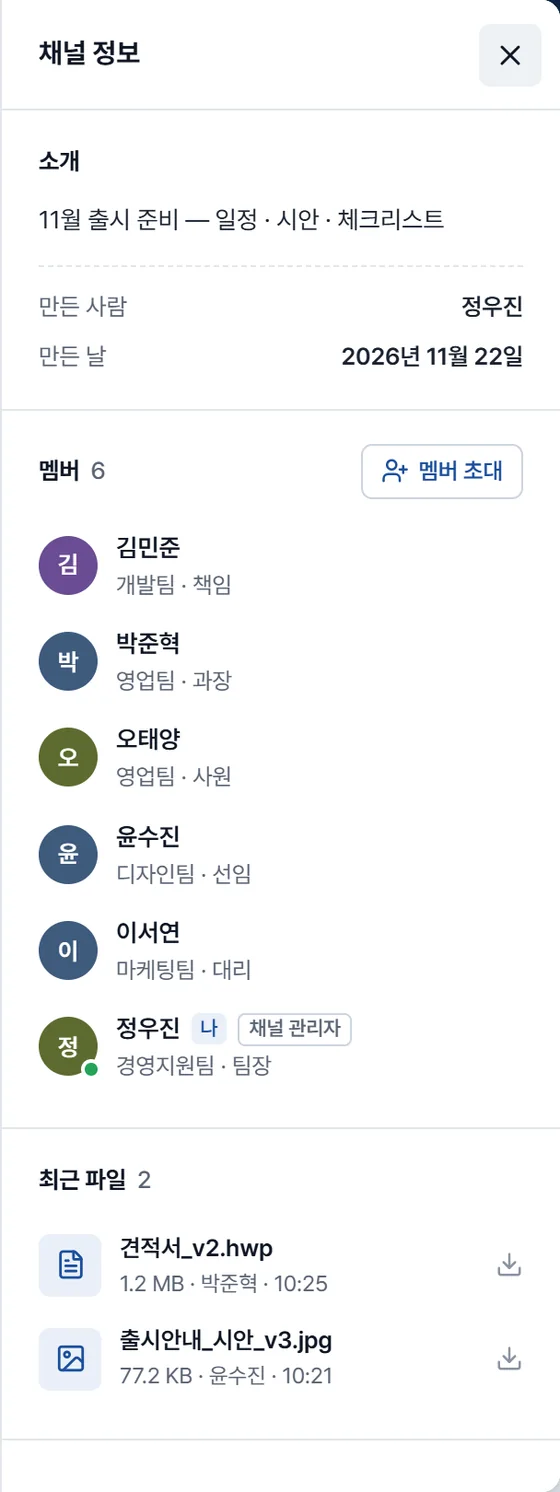 채널 정보
소개
11월 출시 준비 — 일정 · 시안 · 체크리스트
만든 사람 정우진
만든 날 2026년 11월 22일
멤버 6 멤버 초대
김 김민준
개발팀 · 책임
박 박준혁
영업팀 · 과장
오 오태양
영업팀 · 사원
윤 윤수진
디자인팀 · 선임
이 이서연
마케팅팀 · 대리
정 정우진 나 채널 관리자
경영지원팀 · 팀장
최근 파일 2
견적서_v2.hwp
1.2 MB · 박준혁 · 10:25
출시안내_시안_v3.jpg
77.2 KB · 윤수진 · 10:21